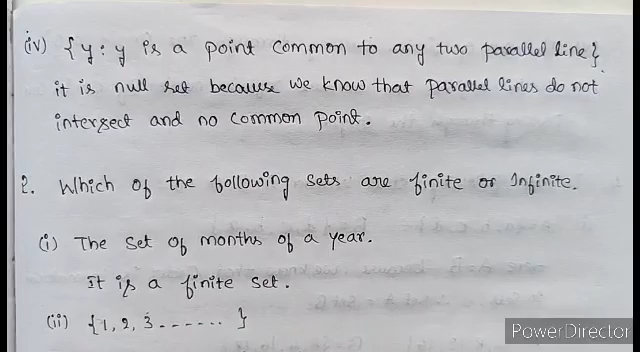 iv) {y : y is a point common to any two parallel line}.
it is null set because we know that parallel lines do not
intersect and no common point.
2. Which of the following sets are finite or Infinite.
(i) The set of months of a year.
It is a finite set.
(ii) {1, 2, 3 - - - - - - }
PowerDirector